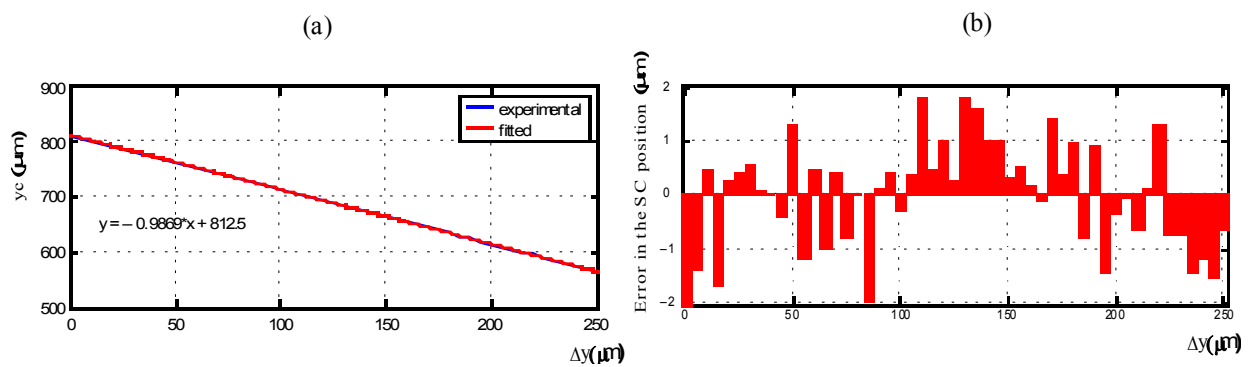 (a)
(b)
yc (μm)
900
800
700
600
500
experimental
fitted
y = – 0.9869*x + 812.5
0
50
100
150
200
250
Δy(μm)
Error in the SC position (μm)
2
1
0
–1
–2
0
50
100
150
200
250
Δy(μm)